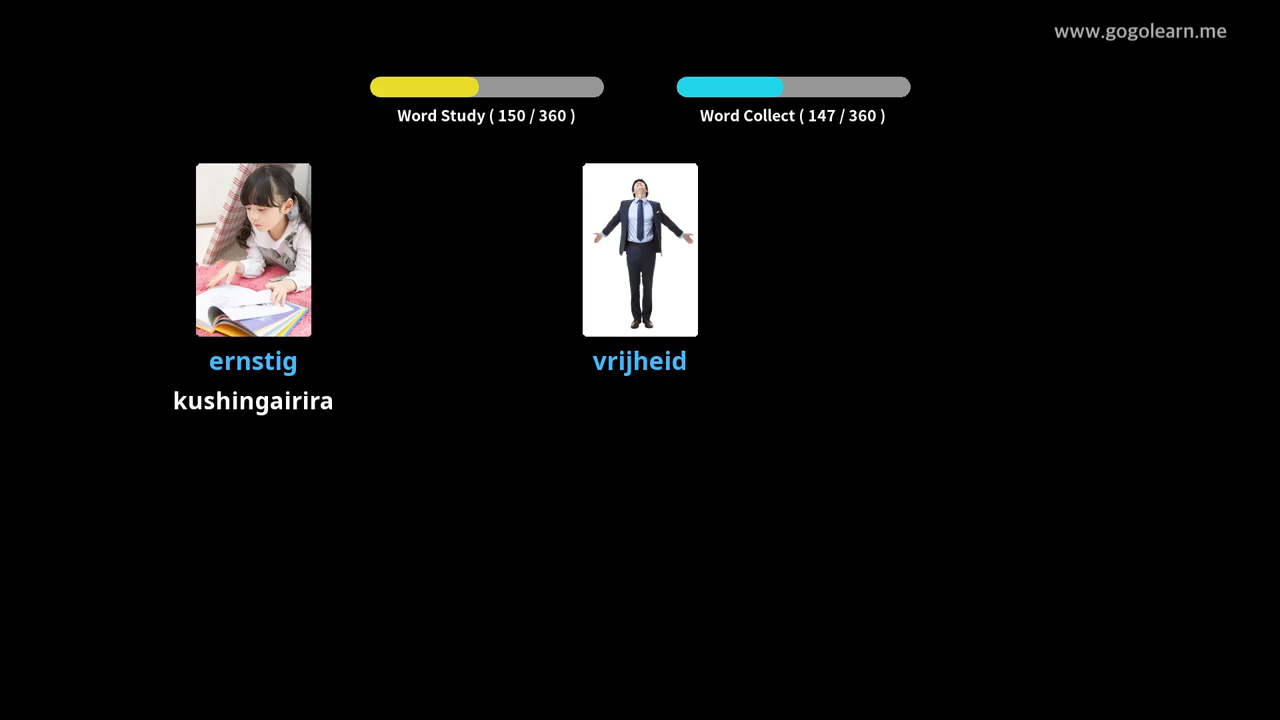 www.gogolearn.me
Word Study ( 150 / 360 )
Word Collect ( 147 / 360 )
ernstig
vrijheid
kushingairira